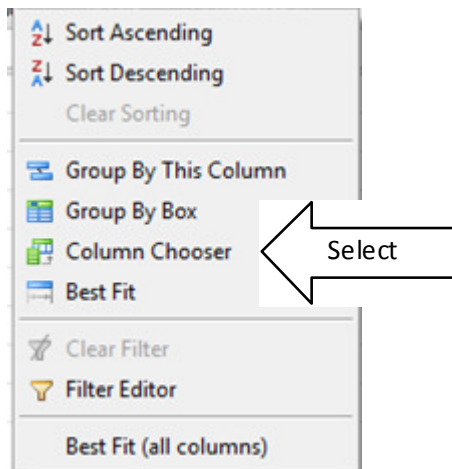 Sort Ascending
Sort Descending
Clear Sorting
Group By This Column
Group By Box
Column Chooser
Select
Best Fit
Clear Filter
Filter Editor
Best Fit (all columns)